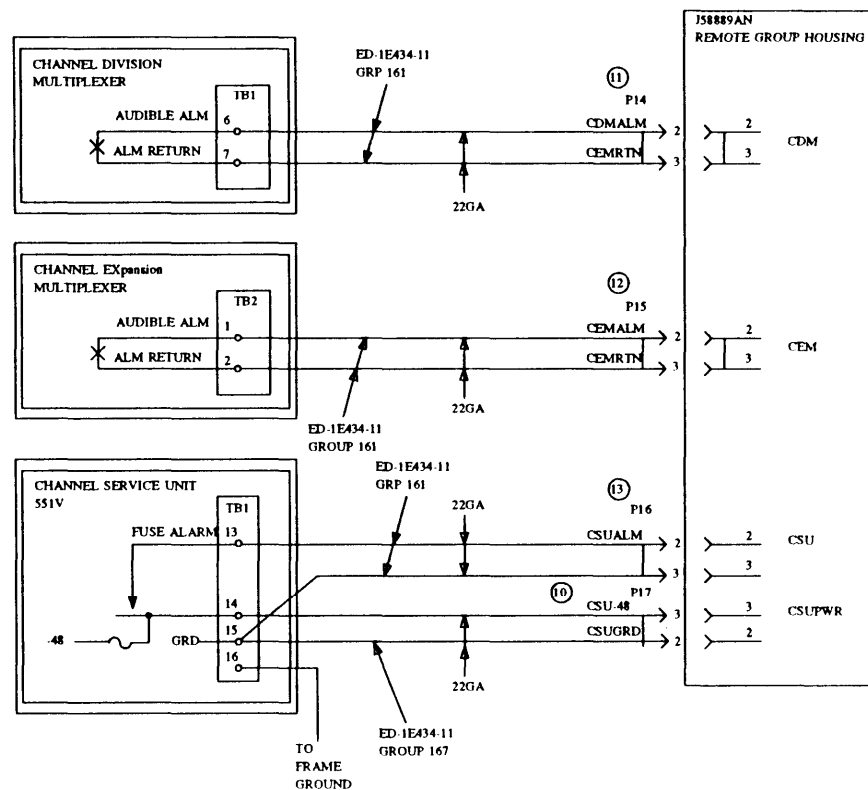 J58889AN
REMOTE GROUP HOUSING
CHANNEL DIVISION
MULTIPLEXER
TB1
AUDIBLE ALM
6
ALM RETURN
7
ED-1E434-11
GRP 161
22GA
11
P14
CDMALM
2
2
CEMRTN
3
3
CDM
CHANNEL EXpansion
MULTIPLEXER
TB2
AUDIBLE ALM
1
ALM RETURN
2
ED-1E434-11
GROUP 161
22GA
12
P15
CEMALM
2
2
CEMRTN
3
3
CEM
CHANNEL SERVICE UNIT
551V
TB1
FUSE ALARM
13
14
-48
GRD
15
16
TO
FRAME
GROUND
ED-1E434-11
GRP 161
22GA
13
P16
CSUALM
2
2
CSU
3
3
10
P17
CSU-48
3
3
CSUPWR
CSUGRD
2
2
22GA
ED-1E434-11
GROUP 167